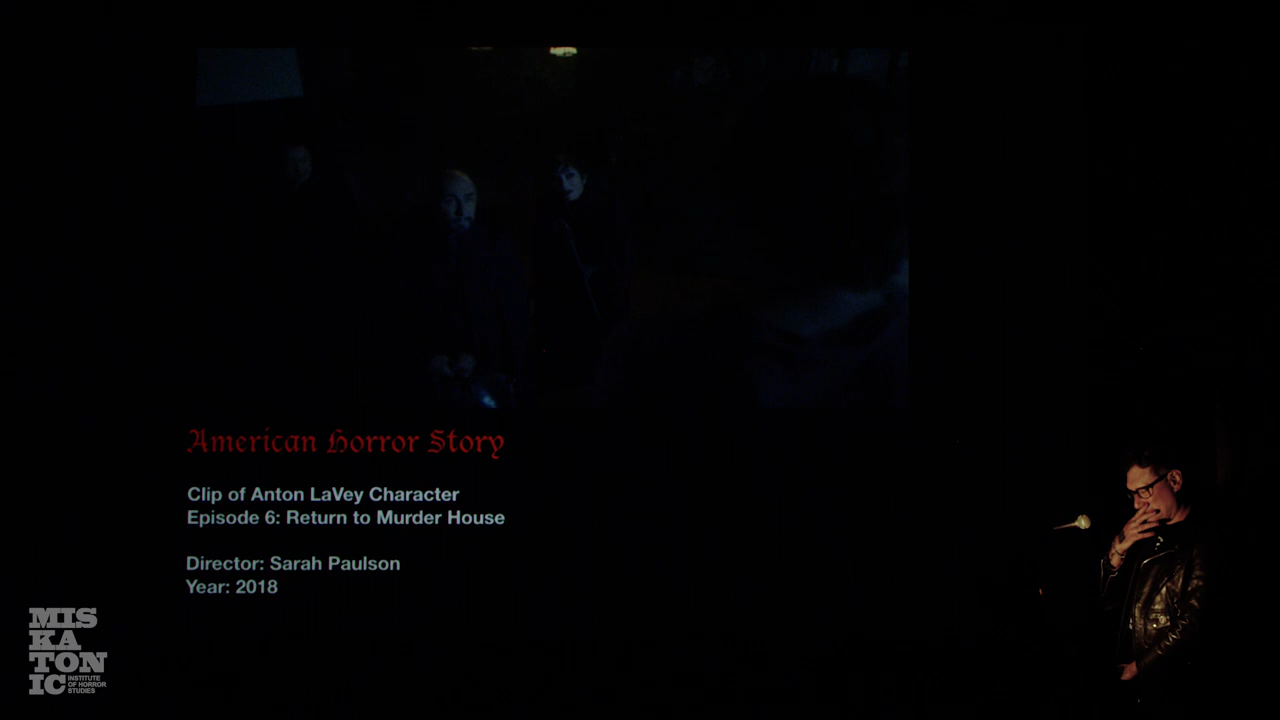 American Horror Story
Clip of Anton LaVey Character
Episode 6: Return to Murder House
Director: Sarah Paulson
Year: 2018
MIS
KA
TON
IC
INSTITUTE
OF HORROR
STUDIES